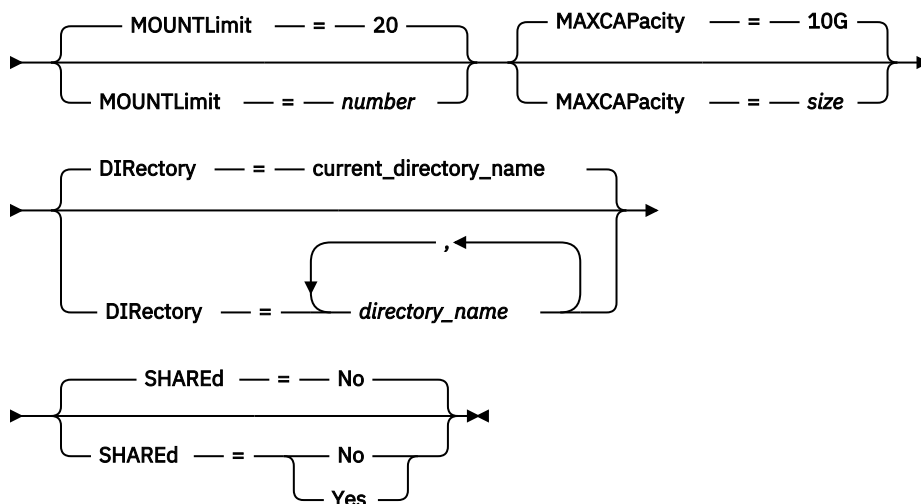 MOUNTLimit = 20 MAXCAPacity = 10G
MOUNTLimit = number MAXCAPacity = size
DIRectory = current_directory_name
,
DIRectory = directory_name
SHAREd = No
SHAREd = No
Yes